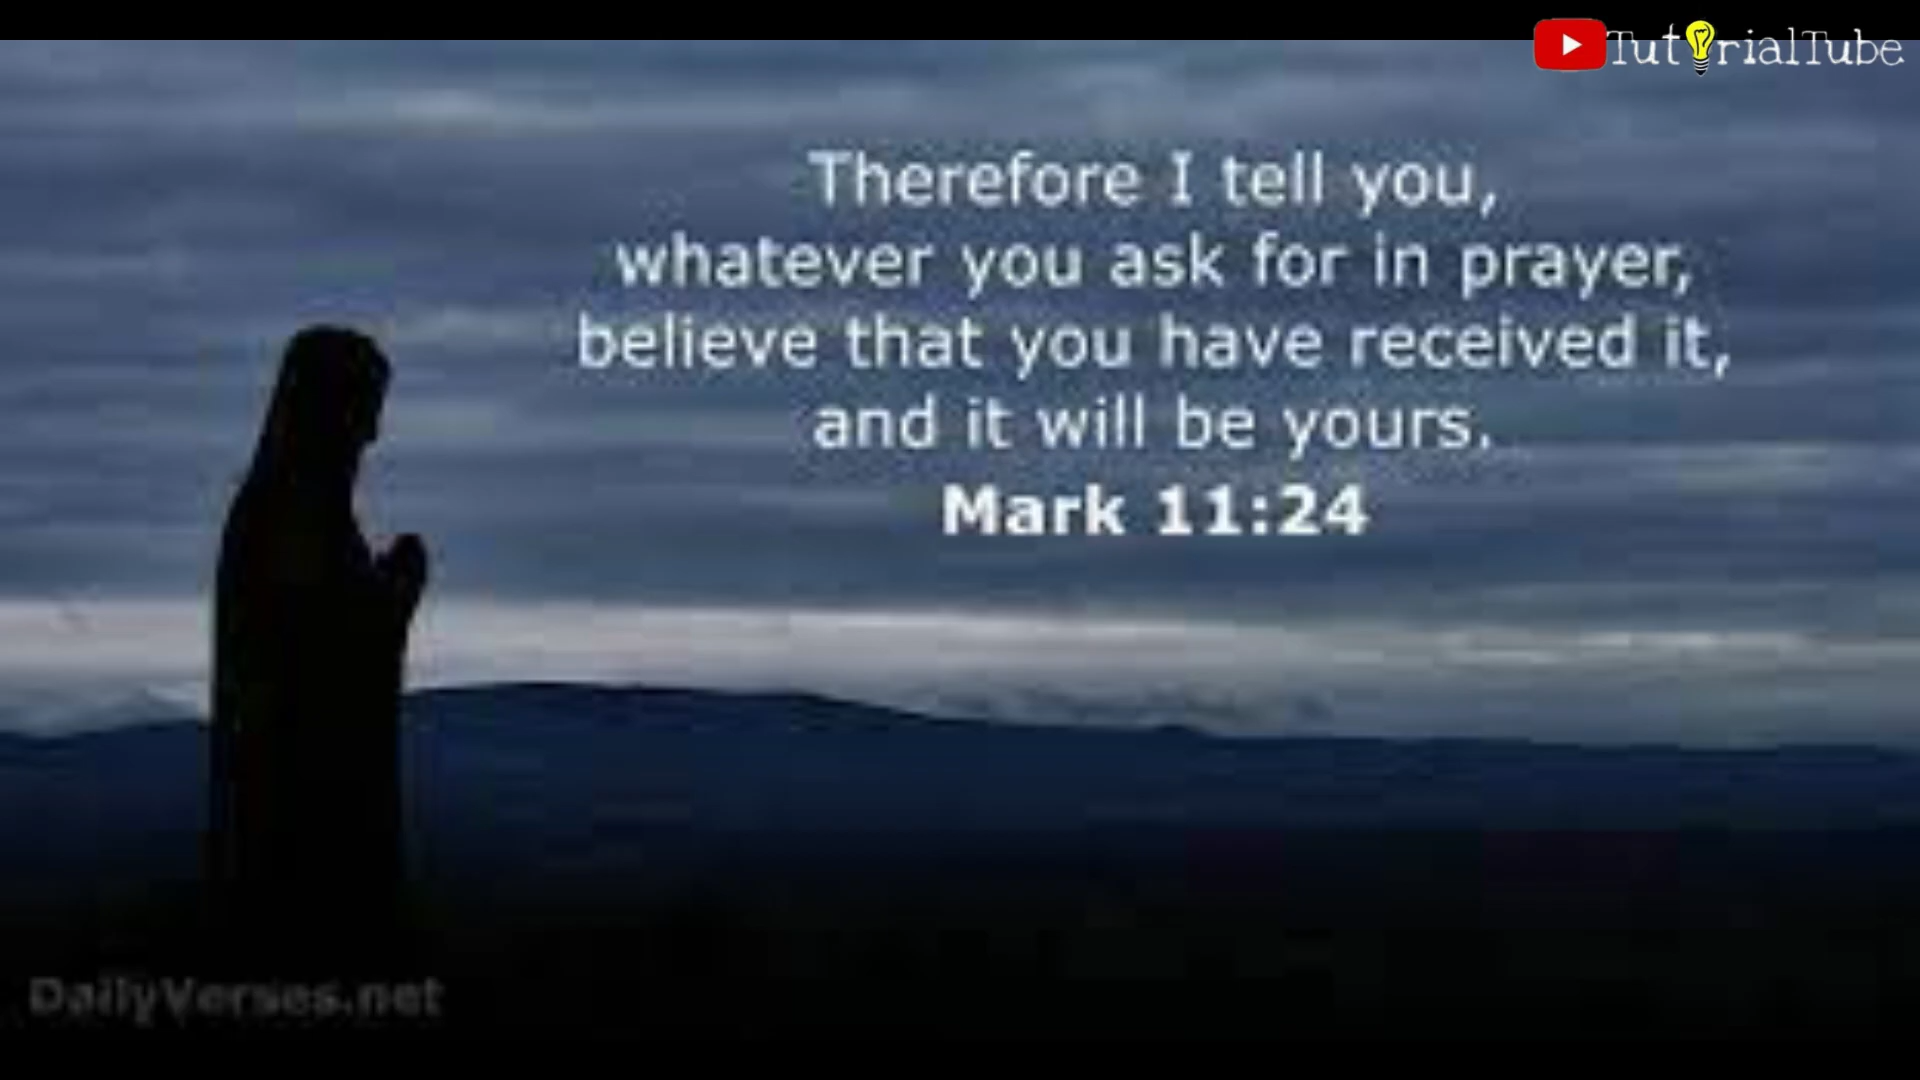 TutorialTube
Therefore I tell you,
whatever you ask for in prayer,
believe that you have received it,
and it will be yours.
Mark 11:24
DailyVerses.net